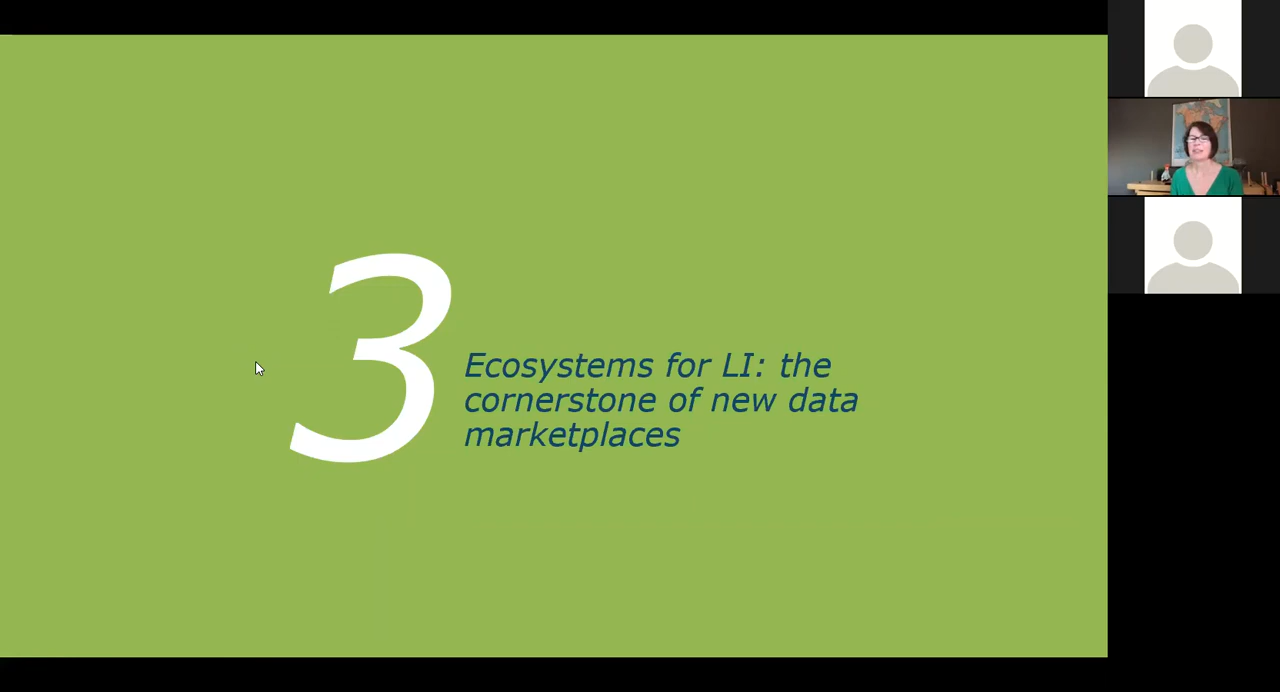 3
Ecosystems for LI: the
cornerstone of new data
marketplaces